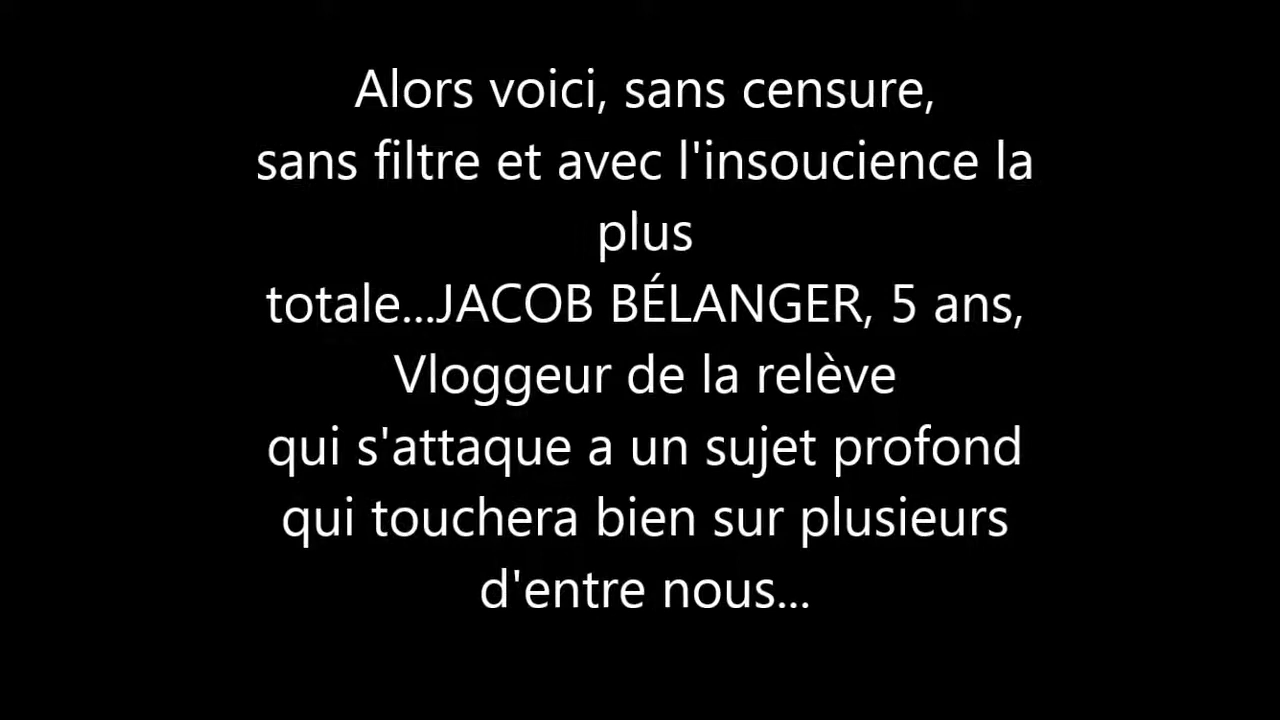 Alors voici, sans censure,
sans filtre et avec l'insoucience la
plus
totale...JACOB BÉLANGER, 5 ans,
Vloggeur de la relève
qui s'attaque a un sujet profond
qui touchera bien sur plusieurs
d'entre nous...